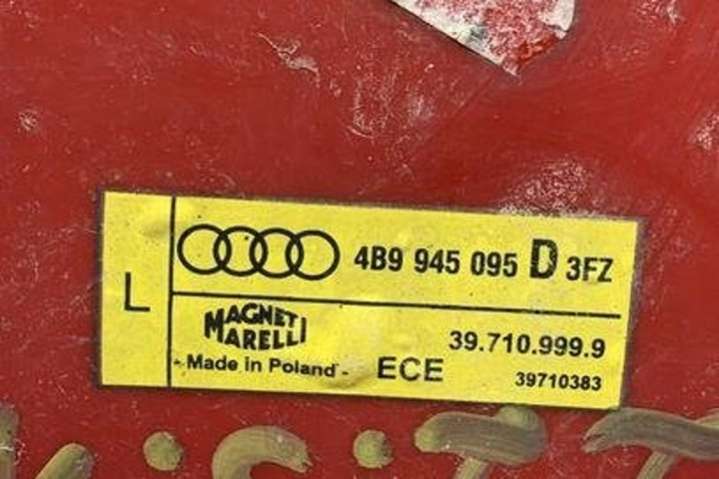 L
4B9 945 095 D 3FZ
MAGNETI MARELLI
39.710.999.9
- Made in Poland - ECE
39710383